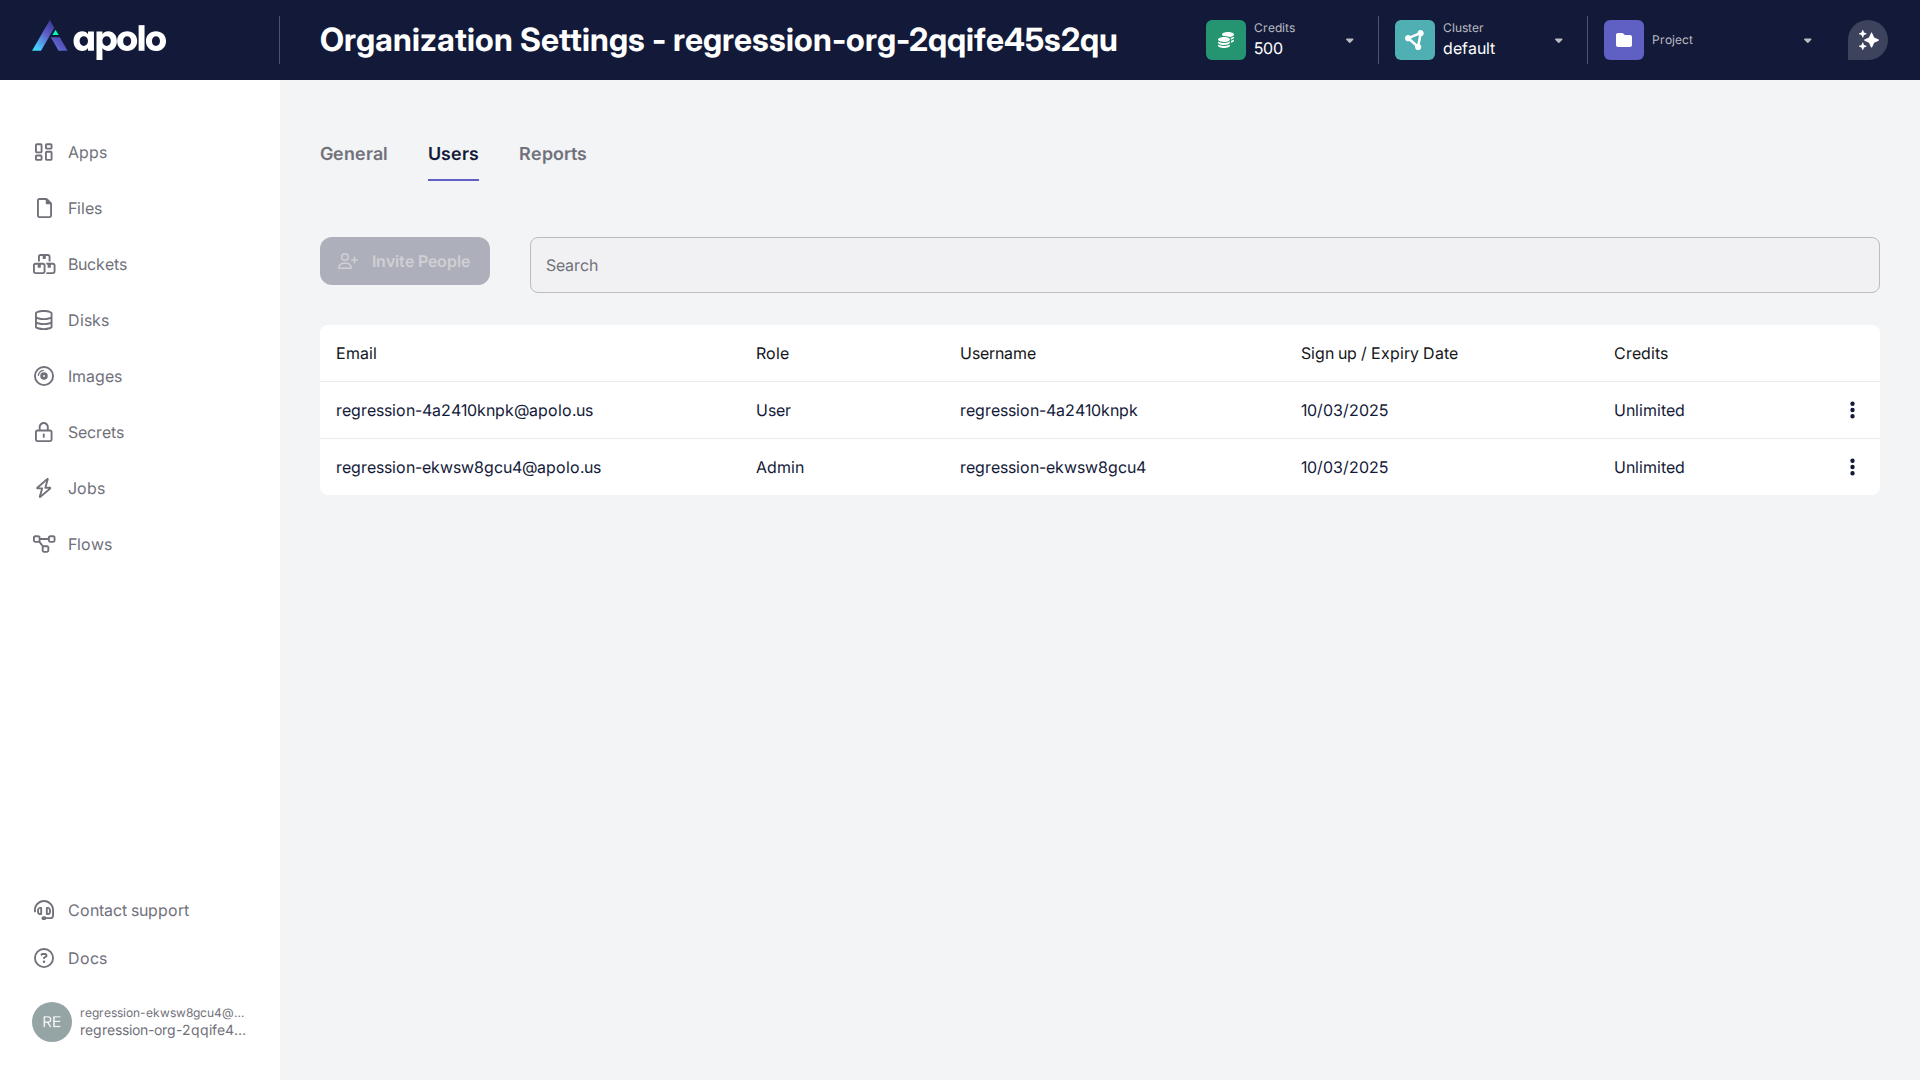 apolo
Organization Settings - regression-org-2qqife45s2qu
Credits
500
Cluster
default
Project
Apps
Files
Buckets
Disks
Images
Secrets
Jobs
Flows
General Users Reports
Invite People
Search
Email Role Username Sign up / Expiry Date Credits
regression-4a2410knpk@apolo.us User regression-4a2410knpk 10/03/2025 Unlimited
regression-ekwsw8gcu4@apolo.us Admin regression-ekwsw8gcu4 10/03/2025 Unlimited
Contact support
Docs
RE
regression-ekwsw8gcu4@...
regression-org-2qqife4...